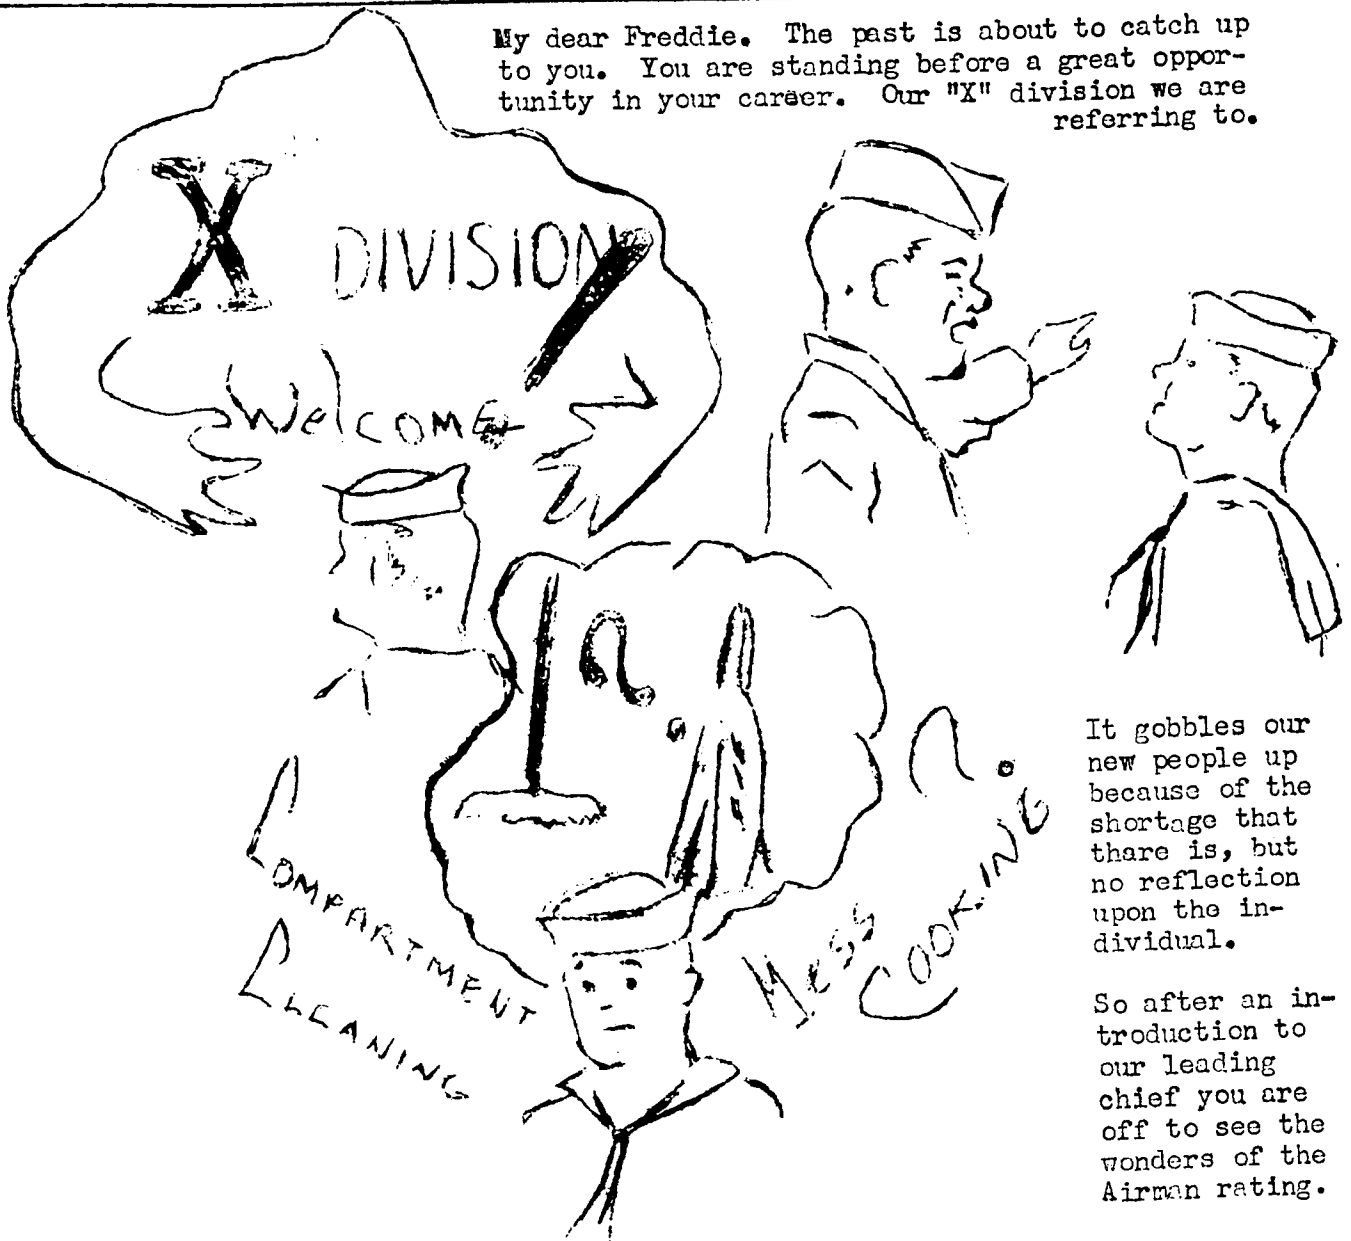 My dear Freddie. The past is about to catch up
to you. You are standing before a great oppor-
tunity in your career. Our "X" division we are
referring to.
X DIVISION
Welcome
COMPARTMENT
CLEANING
?
MESS
COOKING
?
It gobbles our
new people up
because of the
shortage that
thare is, but
no reflection
upon the in-
dividual.
So after an in-
troduction to
our leading
chief you are
off to see the
wonders of the
Airman rating.